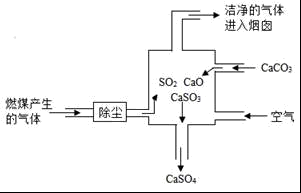 洁净的气体
进入烟囱
CaCO₃
SO₂ CaO
CaSO₃
燃煤产生
的气体
除尘
空气
CaSO₄